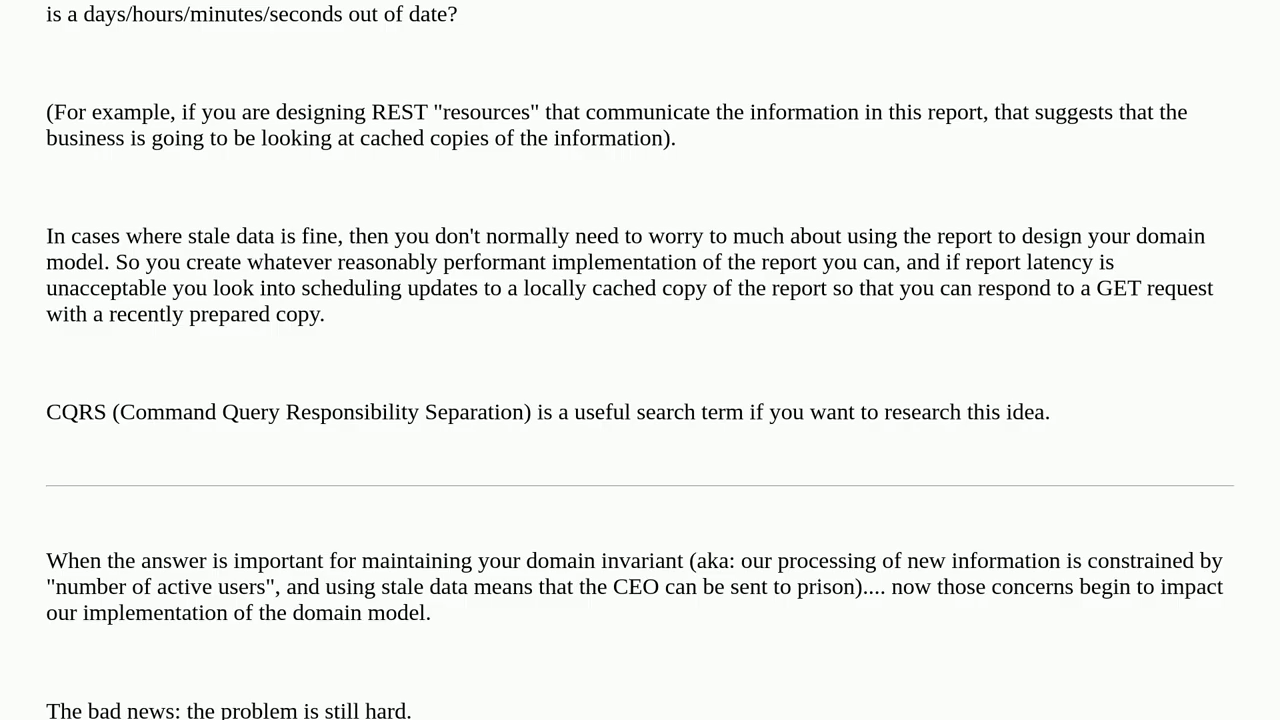 is a days/hours/minutes/seconds out of date?
(For example, if you are designing REST "resources" that communicate the information in this report, that suggests that the
business is going to be looking at cached copies of the information).
In cases where stale data is fine, then you don't normally need to worry to much about using the report to design your domain
model. So you create whatever reasonably performant implementation of the report you can, and if report latency is
unacceptable you look into scheduling updates to a locally cached copy of the report so that you can respond to a GET request
with a recently prepared copy.
CQRS (Command Query Responsibility Separation) is a useful search term if you want to research this idea.
When the answer is important for maintaining your domain invariant (aka: our processing of new information is constrained by
"number of active users", and using stale data means that the CEO can be sent to prison).... now those concerns begin to impact
our implementation of the domain model.
The bad news: the problem is still hard.